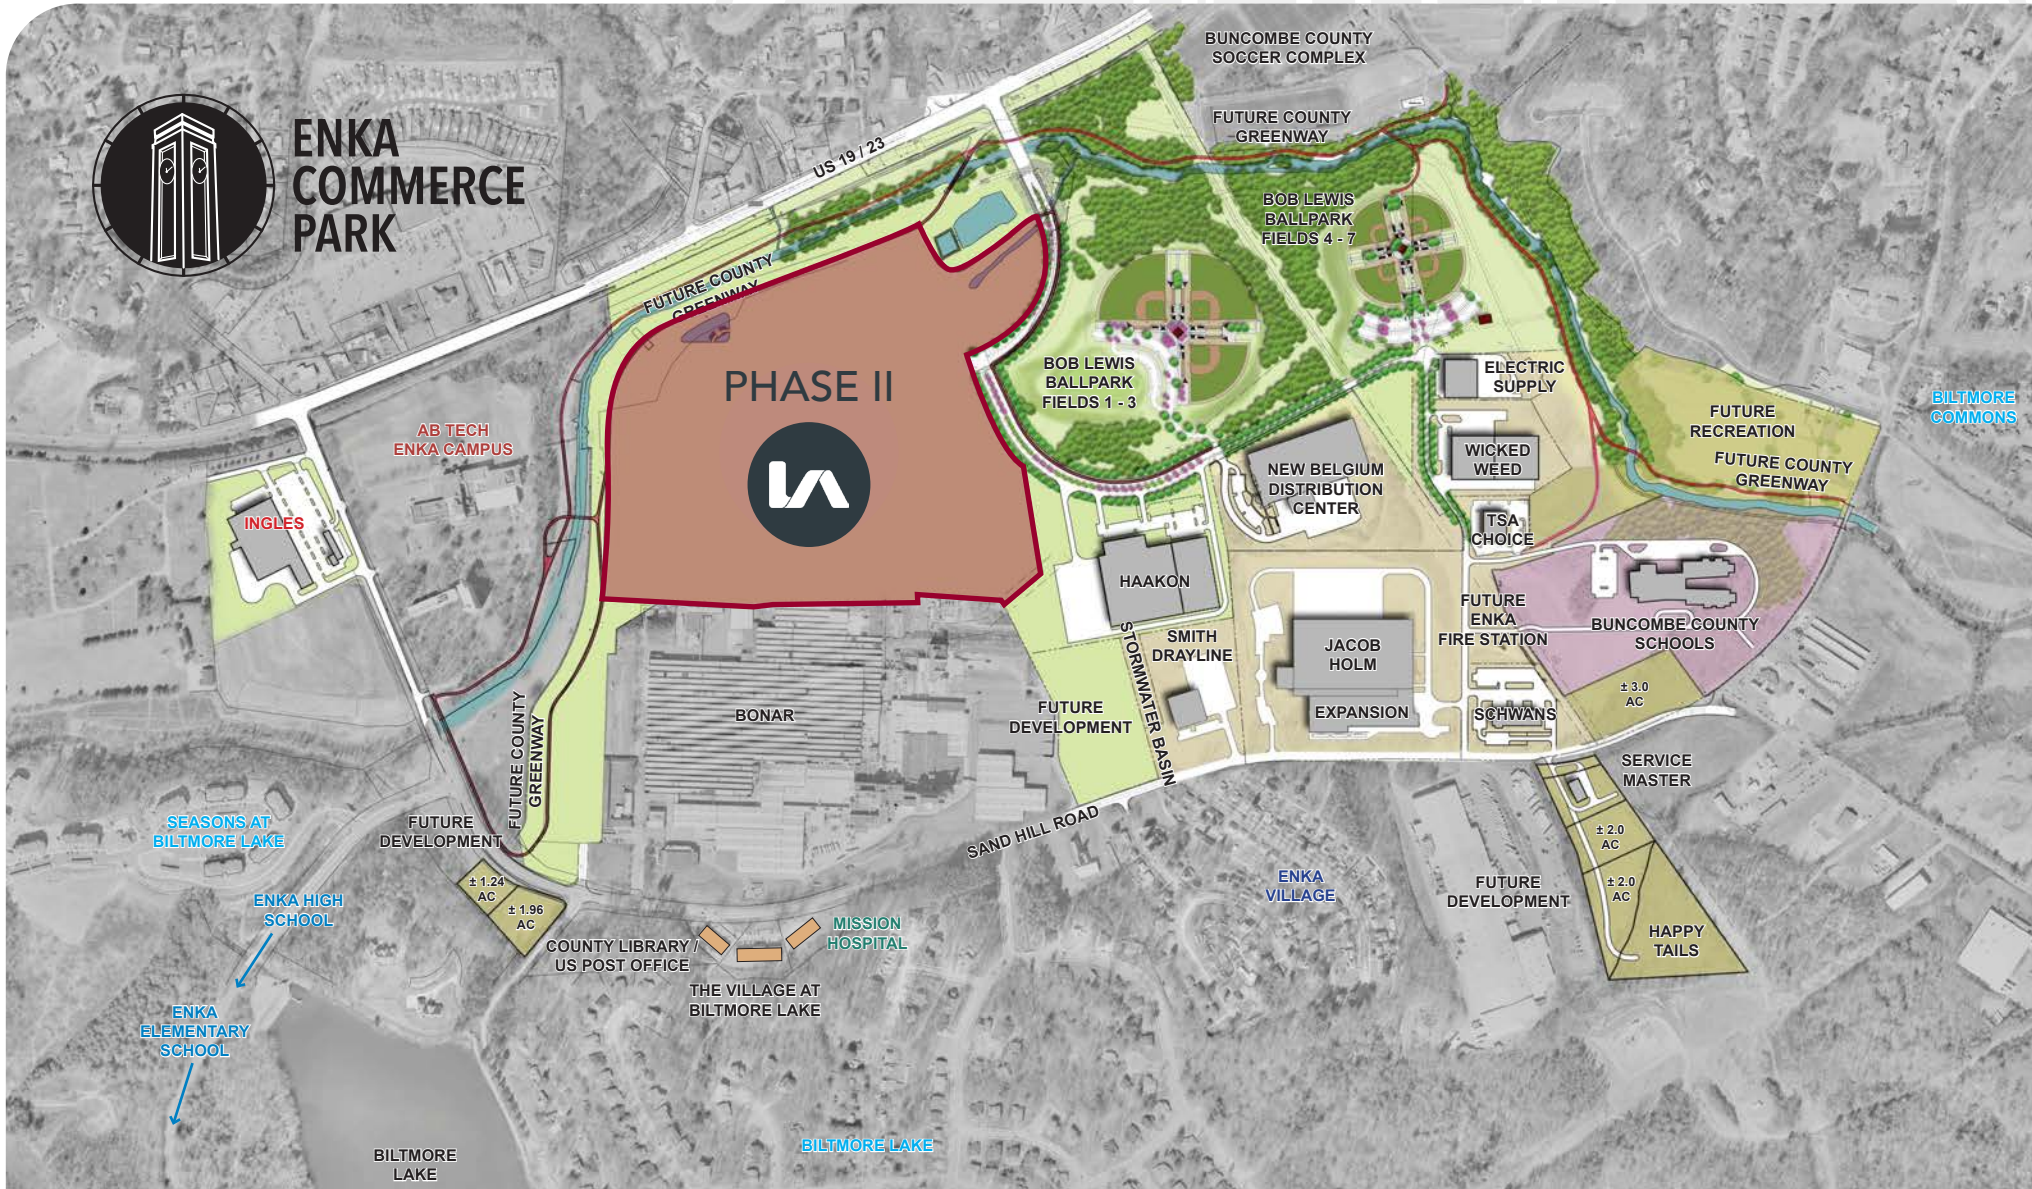 ENKA
COMMERCE
PARK
US 19 / 23
BUNCOMBE COUNTY
SOCCER COMPLEX
FUTURE COUNTY
GREENWAY
BOB LEWIS
BALLPARK
FIELDS 4 - 7
FUTURE COUNTY
GREENWAY
PHASE II
BOB LEWIS
BALLPARK
FIELDS 1 - 3
ELECTRIC
SUPPLY
BILTMORE
COMMONS
FUTURE
RECREATION
FUTURE COUNTY
GREENWAY
AB TECH
ENKA CAMPUS
INGLES
WICKED
WEED
NEW BELGIUM
DISTRIBUTION
CENTER
TSA
CHOICE
HAAKON
FUTURE
ENKA
FIRE STATION
BUNCOMBE COUNTY
SCHOOLS
SMITH
DRAYLINE
JACOB
HOLM
STORMWATER BASIN
± 3.0
AC
FUTURE
DEVELOPMENT
BONAR
EXPANSION
SCHWANS
FUTURE COUNTY
GREENWAY
SERVICE
MASTER
SEASONS AT
BILTMORE LAKE
FUTURE
DEVELOPMENT
SAND HILL ROAD
± 2.0
AC
± 1.24
AC
± 1.96
AC
ENKA
VILLAGE
FUTURE
DEVELOPMENT
± 2.0
AC
ENKA HIGH
SCHOOL
MISSION
HOSPITAL
HAPPY
TAILS
COUNTY LIBRARY /
US POST OFFICE
THE VILLAGE AT
BILTMORE LAKE
ENKA
ELEMENTARY
SCHOOL
BILTMORE LAKE
BILTMORE
LAKE